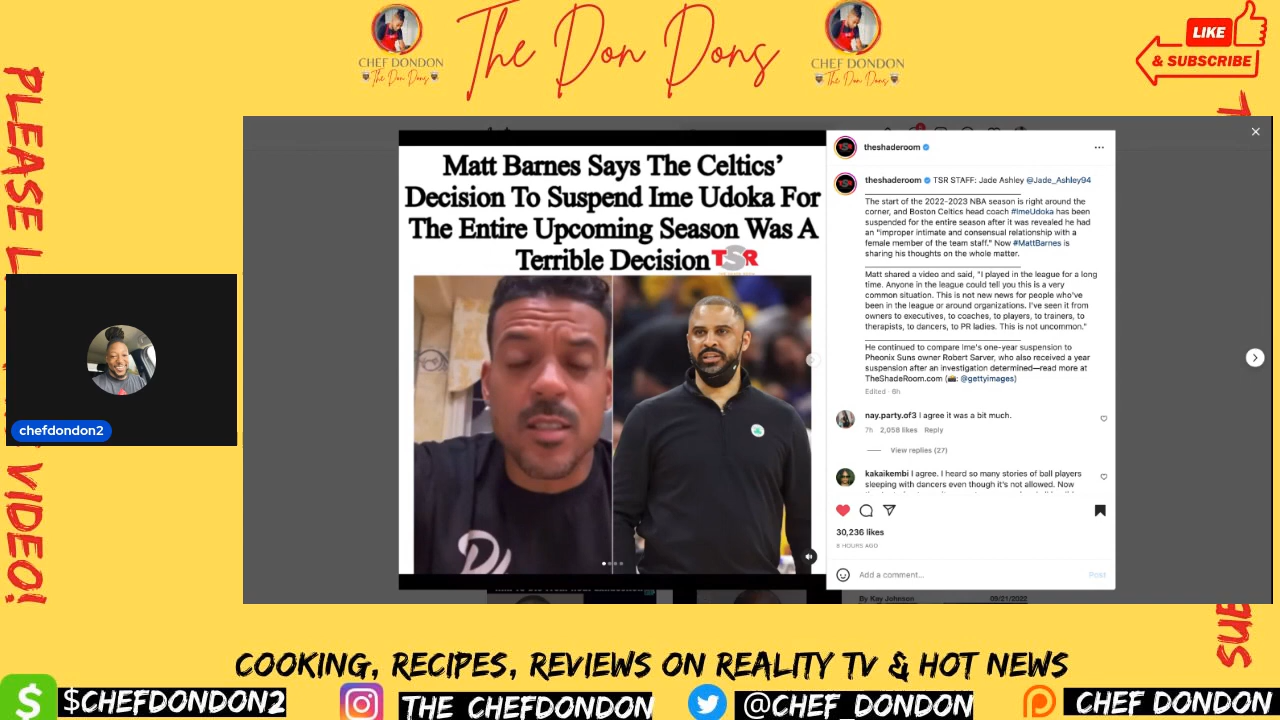 CHEF DONDON
The Don Dons
The Don Dons
CHEF DONDON
The Don Dons
LIKE
& SUBSCRIBE
PLEASE
VIDEO!
Matt Barnes Says The Celtics’
Decision To Suspend Ime Udoka For
The Entire Upcoming Season Was A
Terrible Decision
TSR
theshaderoom
theshaderoom TSR STAFF: Jade Ashley @Jade_Ashley94
The start of the 2022-2023 NBA season is right around the
corner, and Boston Celtics head coach #ImeUdoka has been
suspended for the entire season after it was revealed he had
an "improper intimate and consensual relationship with a
female member of the team staff." Now #MattBarnes is
sharing his thoughts on the whole matter.
Matt shared a video and said, "I played in the league for a long
time. Anyone in the league could tell you this is a very
common situation. This is not new news for people who've
been in the league or around organizations. I've seen it from
owners to executives, to coaches, to players, to trainers, to
therapists, to dancers, to PR ladies. This is not uncommon."
He continued to compare Ime's one-year suspension to
Pheonix Suns owner Robert Sarver, who also received a year
suspension after an investigation determined—read more at
TheShadeRoom.com (📸: @gettyimages)
Edited · 6h
nay.party.of3 I agree it was a bit much.
7h 2,058 likes Reply
View replies (27)
kakaikembi I agree. I heard so many stories of ball players
sleeping with dancers even though it's not allowed. Now
30,236 likes
8 HOURS AGO
Add a comment...
Post
By Kay Johnson
09/21/2022
chefdondon2
COOKING, RECIPES, REVIEWS ON REALITY TV & HOT NEWS
$CHEFDONDON2
THE CHEFDONDON
@CHEF_DONDON
CHEF DONDON